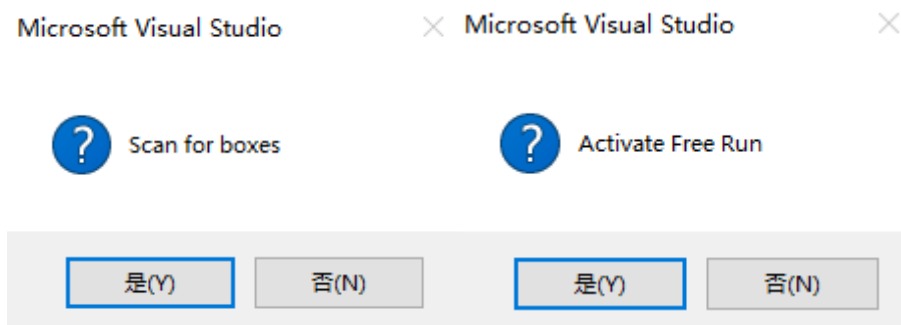 Microsoft Visual Studio
Scan for boxes
是(Y)
否(N)
Microsoft Visual Studio
Activate Free Run
是(Y)
否(N)